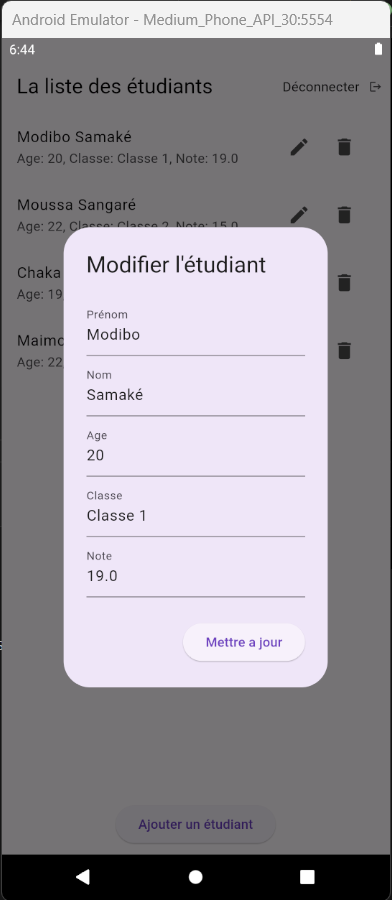 Android Emulator - Medium_Phone_API_30:5554
6:44
La liste des étudiants
Déconnecter
Modibo Samaké
Age: 20, Classe: Classe 1, Note: 19.0
Moussa Sangaré
Age: 22, Classe: Classe 2, Note: 15.0
Chaka
Age: 19
Maimo
Age: 22,
Modifier l'étudiant
Prénom
Modibo
Nom
Samaké
Age
20
Classe
Classe 1
Note
19.0
Mettre a jour
Ajouter un étudiant